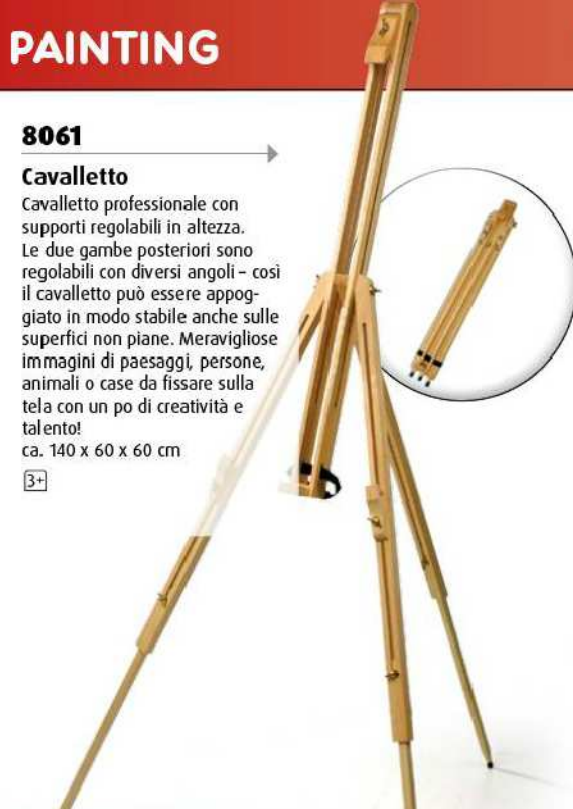 PAINTING
8061
Cavalletto
Cavalletto professionale con
supporti regolabili in altezza.
Le due gambe posteriori sono
regolabili con diversi angoli – così
il cavalletto può essere appog-
giato in modo stabile anche sulle
superfici non piane. Meravigliose
immagini di paesaggi, persone,
animali o case da fissare sulla
tela con un po di creatività e
talento!
ca. 140 x 60 x 60 cm
3+